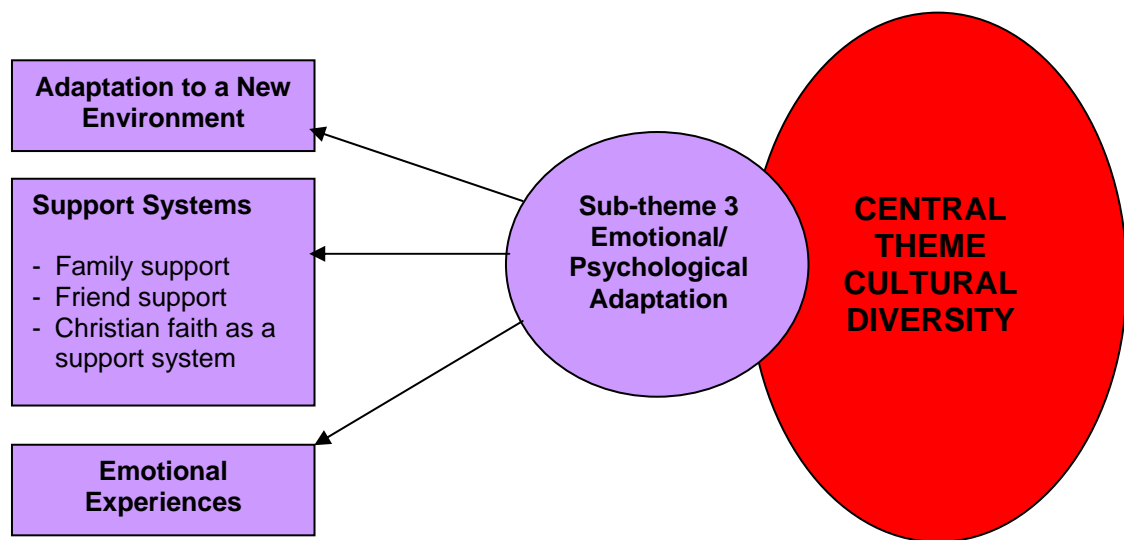 Adaptation to a New
Environment
Support Systems
- Family support
- Friend support
- Christian faith as a
support system
Emotional
Experiences
Sub-theme 3
Emotional/
Psychological
Adaptation
CENTRAL
THEME
CULTURAL
DIVERSITY